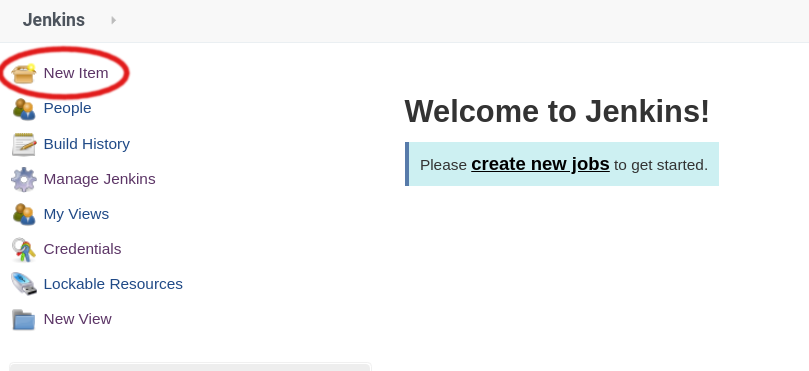 Jenkins
New Item
People
Build History
Manage Jenkins
My Views
Credentials
Lockable Resources
New View
Welcome to Jenkins!
Please create new jobs to get started.